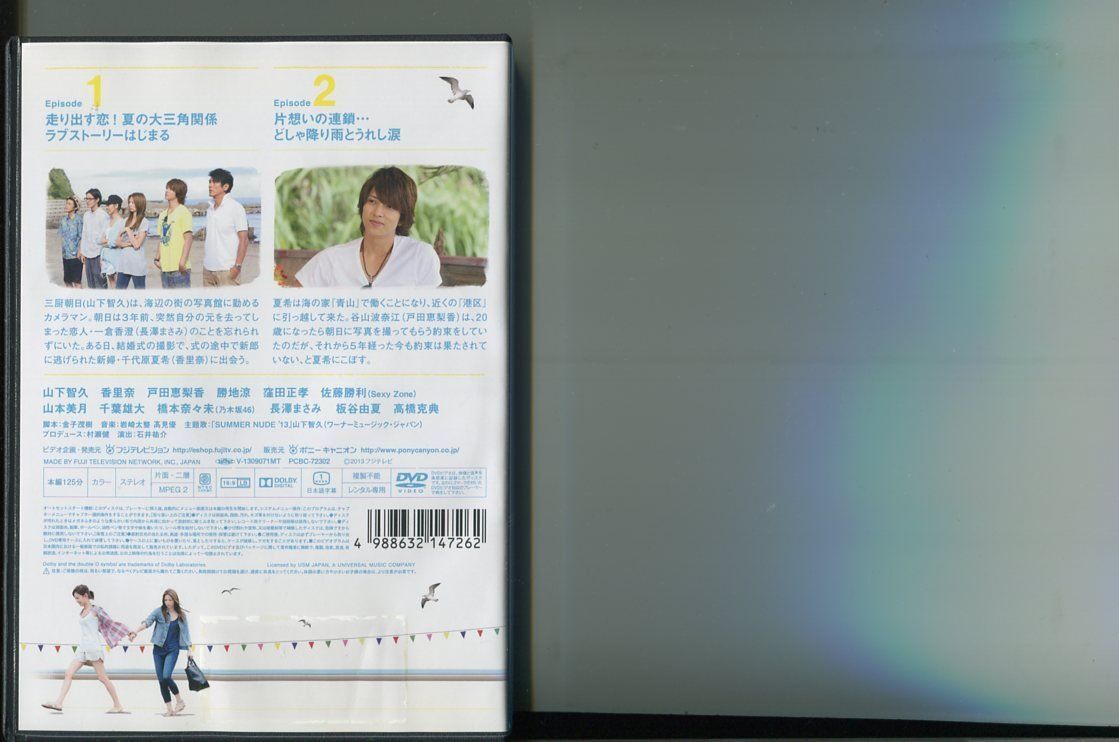 Episode 1
走り出す恋！夏の大三角関係
ラブストーリーはじまる
Episode 2
片想いの連鎖…
どしゃ降り雨とうれし涙
三厨朝日(山下智久)は、海辺の街の写真館に勤める
カメラマン。朝日は3年前、突然自分の元を去ってし
まった恋人・一倉香澄(長澤まさみ)のことを忘れられ
ずにいた。ある日、結婚式の撮影で、式の途中で新郎
に逃げられた新婦・千代原夏希(香里奈)に出会う。
夏希は海の家「青山」で働くことになり、近くの「港区」
に引っ越して来た。谷山波奈江(戸田恵梨香)は、20
歳になったら朝日に写真を撮ってもらう約束をしてい
たのだが、それから5年経った今も約束は果たされて
いない、と夏希にこぼす。
山下智久 香里奈 戸田恵梨香 勝地涼 窪田正孝 佐藤勝利(Sexy Zone)
山本美月 千葉雄大 橋本奈々未(乃木坂46) 長澤まさみ 板谷由夏 高橋克典
脚本：金子茂樹 音楽：岩崎太整 高見優 主題歌：「SUMMER NUDE '13」山下智久(ワーナーミュージック・ジャパン)
プロデュース：村瀬健 演出：石井祐介
ビデオ企画・発売元 フジテレビジョン http://eshop.fujitv.co.jp/ 販売元 ポニーキャニオン http://www.ponycanyon.co.jp/
MADE BY FUJI TELEVISION NETWORK, INC., JAPAN V-1309071MT PCBC-72302 ©2013フジテレビ
本編125分 カラー ステレオ 片面・二層 MPEG 2 16:9 LB DOLBY DIGITAL 日本語字幕 複製不能 レンタル専用 DVD VIDEO
4 988632 147262
Dolby and the double D symbol are trademarks of Dolby Laboratories. Licensed by USM JAPAN, A UNIVERSAL MUSIC COMPANY